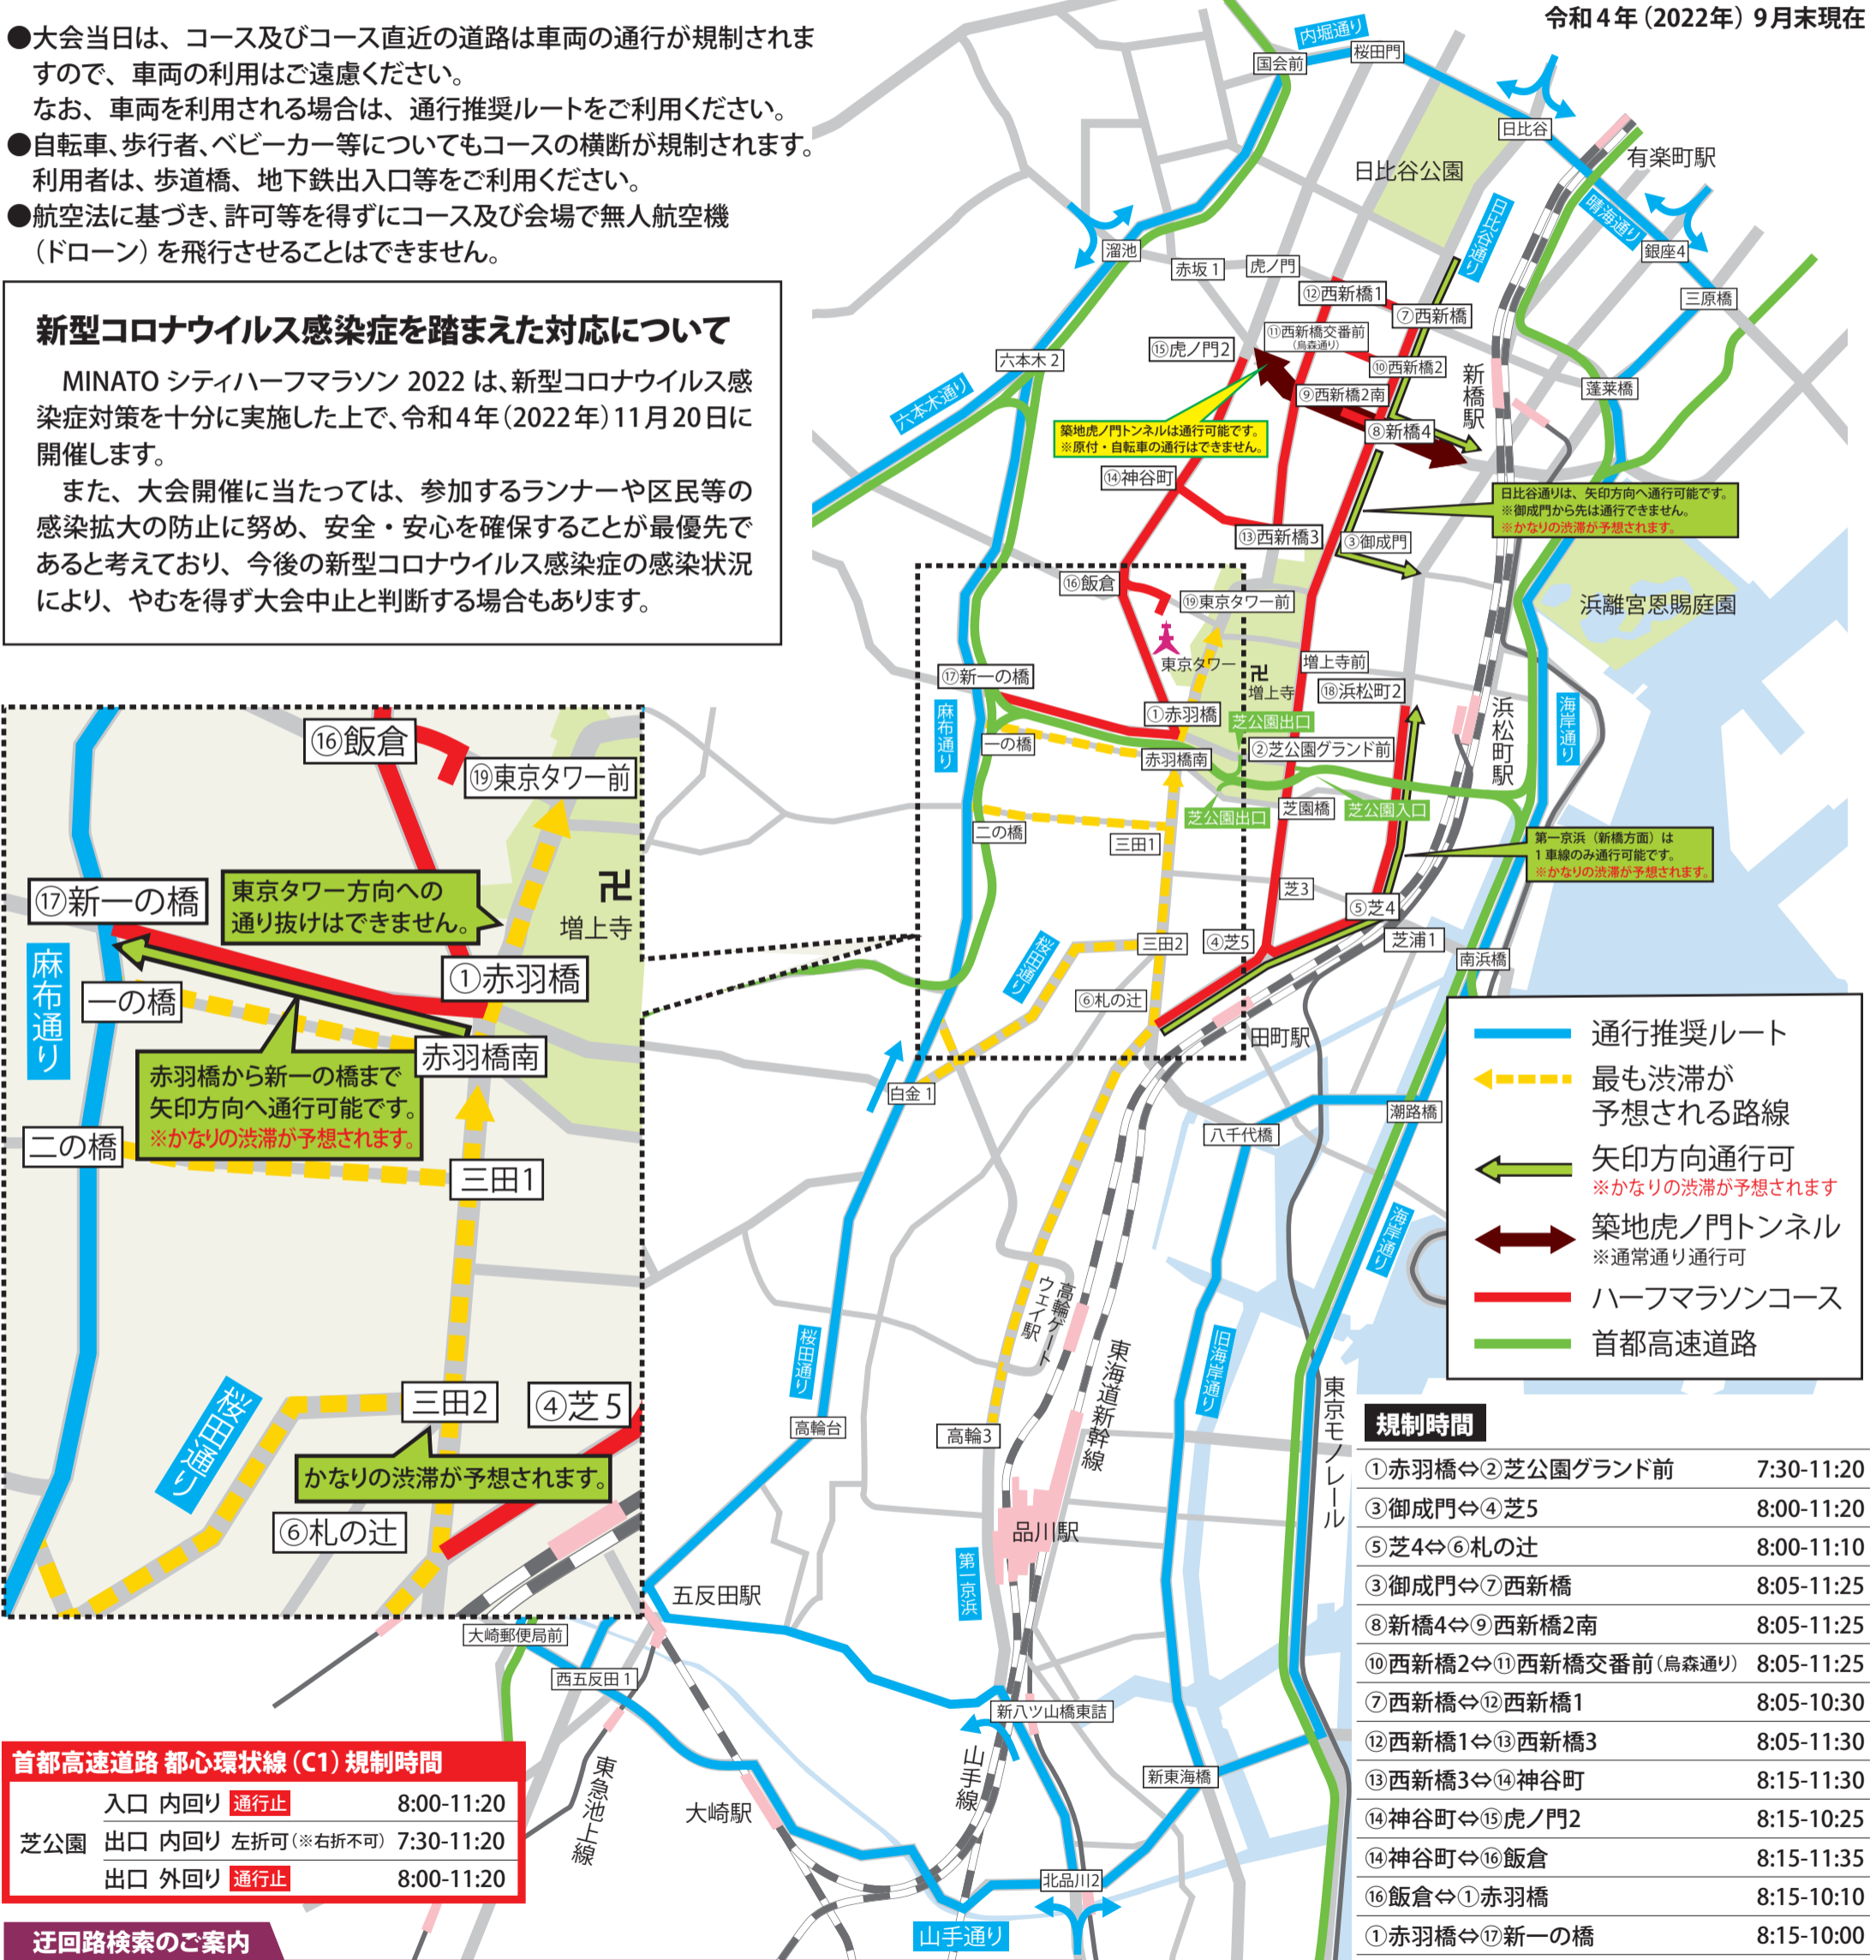 令和4年（2022年）9月末現在
●大会当日は、コース及びコース直近の道路は車両の通行が規制されま
すので、車両の利用はご遠慮ください。
なお、車両を利用される場合は、通行推奨ルートをご利用ください。
●自転車、歩行者、ベビーカー等についてもコースの横断が規制されます。
利用者は、歩道橋、地下鉄出入口等をご利用ください。
●航空法に基づき、許可等を得ずにコース及び会場で無人航空機
（ドローン）を飛行させることはできません。
新型コロナウイルス感染症を踏まえた対応について
MINATO シティハーフマラソン 2022 は、新型コロナウイルス感
染症対策を十分に実施した上で、令和4年（2022年）11月20日に
開催します。
また、大会開催に当たっては、参加するランナーや区民等の
感染拡大の防止に努め、安全・安心を確保することが最優先で
あると考えており、今後の新型コロナウイルス感染症の感染状況
により、やむを得ず大会中止と判断する場合もあります。
内堀通り
国会前
桜田門
日比谷
有楽町駅
日比谷公園
日比谷通り
晴海通り
銀座4
三原橋
溜池
赤坂1
虎ノ門
⑫西新橋1
⑦西新橋
⑪西新橋交番前
（烏森通り）
⑮虎ノ門2
⑩西新橋2
新橋駅
六本木2
六本木通り
⑨西新橋2南
蓬莱橋
築地虎ノ門トンネルは通行可能です。
※原付・自転車の通行はできません。
⑧新橋4
⑭神谷町
日比谷通りは、矢印方向へ通行可能です。
※御成門から先は通行できません。
※かなりの渋滞が予想されます。
⑬西新橋3
③御成門
⑯飯倉
⑲東京タワー前
浜離宮恩賜庭園
東京タワー
卍
増上寺
増上寺前
⑰新一の橋
⑱浜松町2
麻布通り
①赤羽橋
芝公園出口
浜松町駅
海岸通り
一の橋
赤羽橋南
②芝公園グランド前
芝公園出口
芝園橋
芝公園入口
二の橋
三田1
第一京浜（新橋方面）は
1車線のみ通行可能です。
※かなりの渋滞が予想されます。
芝3
⑤芝4
三田2
④芝5
芝浦1
南浜橋
桜田通り
⑥札の辻
田町駅
白金1
八千代橋
潮路橋
海岸通り
高輪ゲート
ウェイ駅
桜田通り
東海道新幹線
旧海岸通り
東京モノレール
高輪台
高輪3
品川駅
第一京浜
五反田駅
大崎郵便局前
西五反田1
新八ツ山橋東詰
山手線
新東海橋
東急池上線
大崎駅
北品川2
山手通り
⑯飯倉
⑲東京タワー前
⑰新一の橋
東京タワー方向への
通り抜けはできません。
卍
増上寺
麻布通り
①赤羽橋
一の橋
赤羽橋南
赤羽橋から新一の橋まで
矢印方向へ通行可能です。
※かなりの渋滞が予想されます。
二の橋
三田1
桜田通り
三田2
④芝5
かなりの渋滞が予想されます。
⑥札の辻
通行推奨ルート
最も渋滞が
予想される路線
矢印方向通行可
※かなりの渋滞が予想されます
築地虎ノ門トンネル
※通常通り通行可
ハーフマラソンコース
首都高速道路
規制時間
①赤羽橋⇔②芝公園グランド前 7:30-11:20
③御成門⇔④芝5 8:00-11:20
⑤芝4⇔⑥札の辻 8:00-11:10
③御成門⇔⑦西新橋 8:05-11:25
⑧新橋4⇔⑨西新橋2南 8:05-11:25
⑩西新橋2⇔⑪西新橋交番前（烏森通り） 8:05-11:25
⑦西新橋⇔⑫西新橋1 8:05-10:30
⑫西新橋1⇔⑬西新橋3 8:05-11:30
⑬西新橋3⇔⑭神谷町 8:15-11:30
⑭神谷町⇔⑮虎ノ門2 8:15-10:25
⑭神谷町⇔⑯飯倉 8:15-11:35
⑯飯倉⇔①赤羽橋 8:15-10:10
①赤羽橋⇔⑰新一の橋 8:15-10:00
首都高速道路 都心環状線（C1）規制時間
入口 内回り 通行止 8:00-11:20
芝公園 出口 内回り 左折可（※右折不可） 7:30-11:20
出口 外回り 通行止 8:00-11:20
迂回路検索のご案内